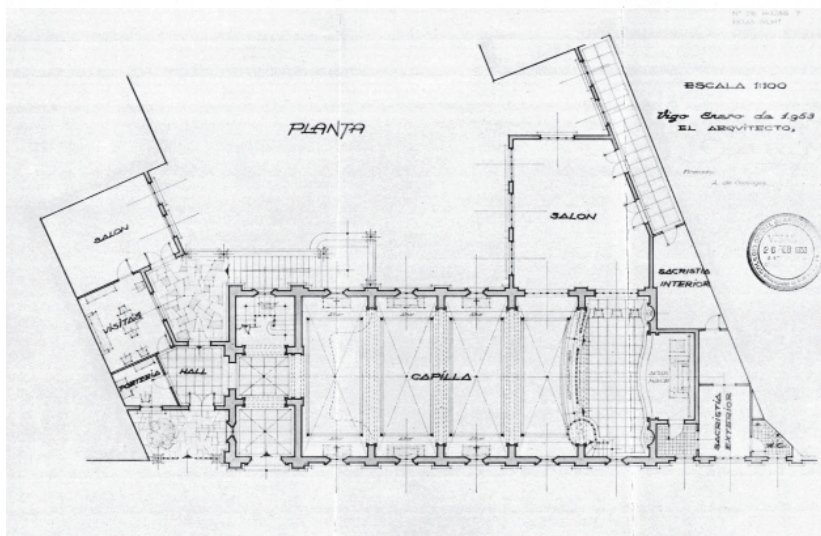 ESCALA 1:100
Vigo Enero de 1.953
EL ARQVITECTO,
PLANTA
SALON
SALON
SACRISTIA
INTERIOR
VISITAS
PORTERIA
HALL
CAPILLA
SACRISTIA
EXTERIOR